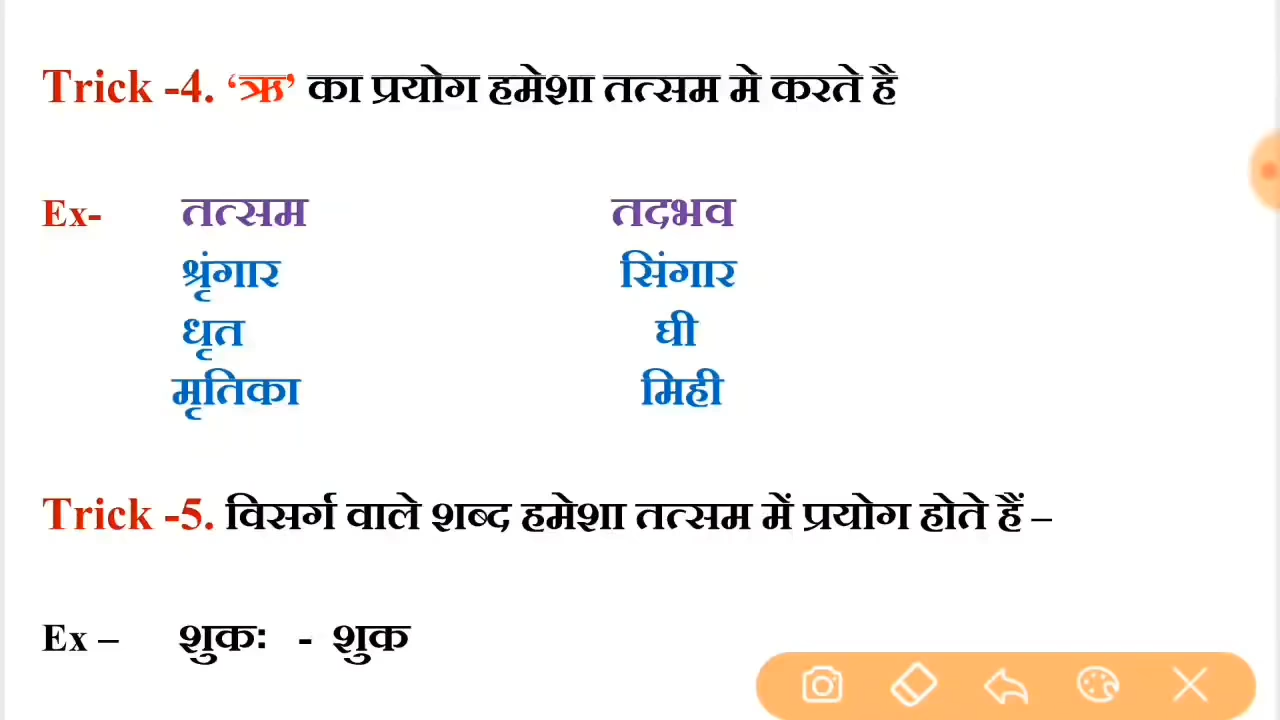 Trick -4. ‘ऋ’ का प्रयोग हमेशा तत्सम मे करते है
Ex- तत्सम तदभव
श्रृंगार सिंगार
धृत घी
मृतिका मिही
Trick -5. विसर्ग वाले शब्द हमेशा तत्सम में प्रयोग होते हैं –
Ex – शुकः - शुक